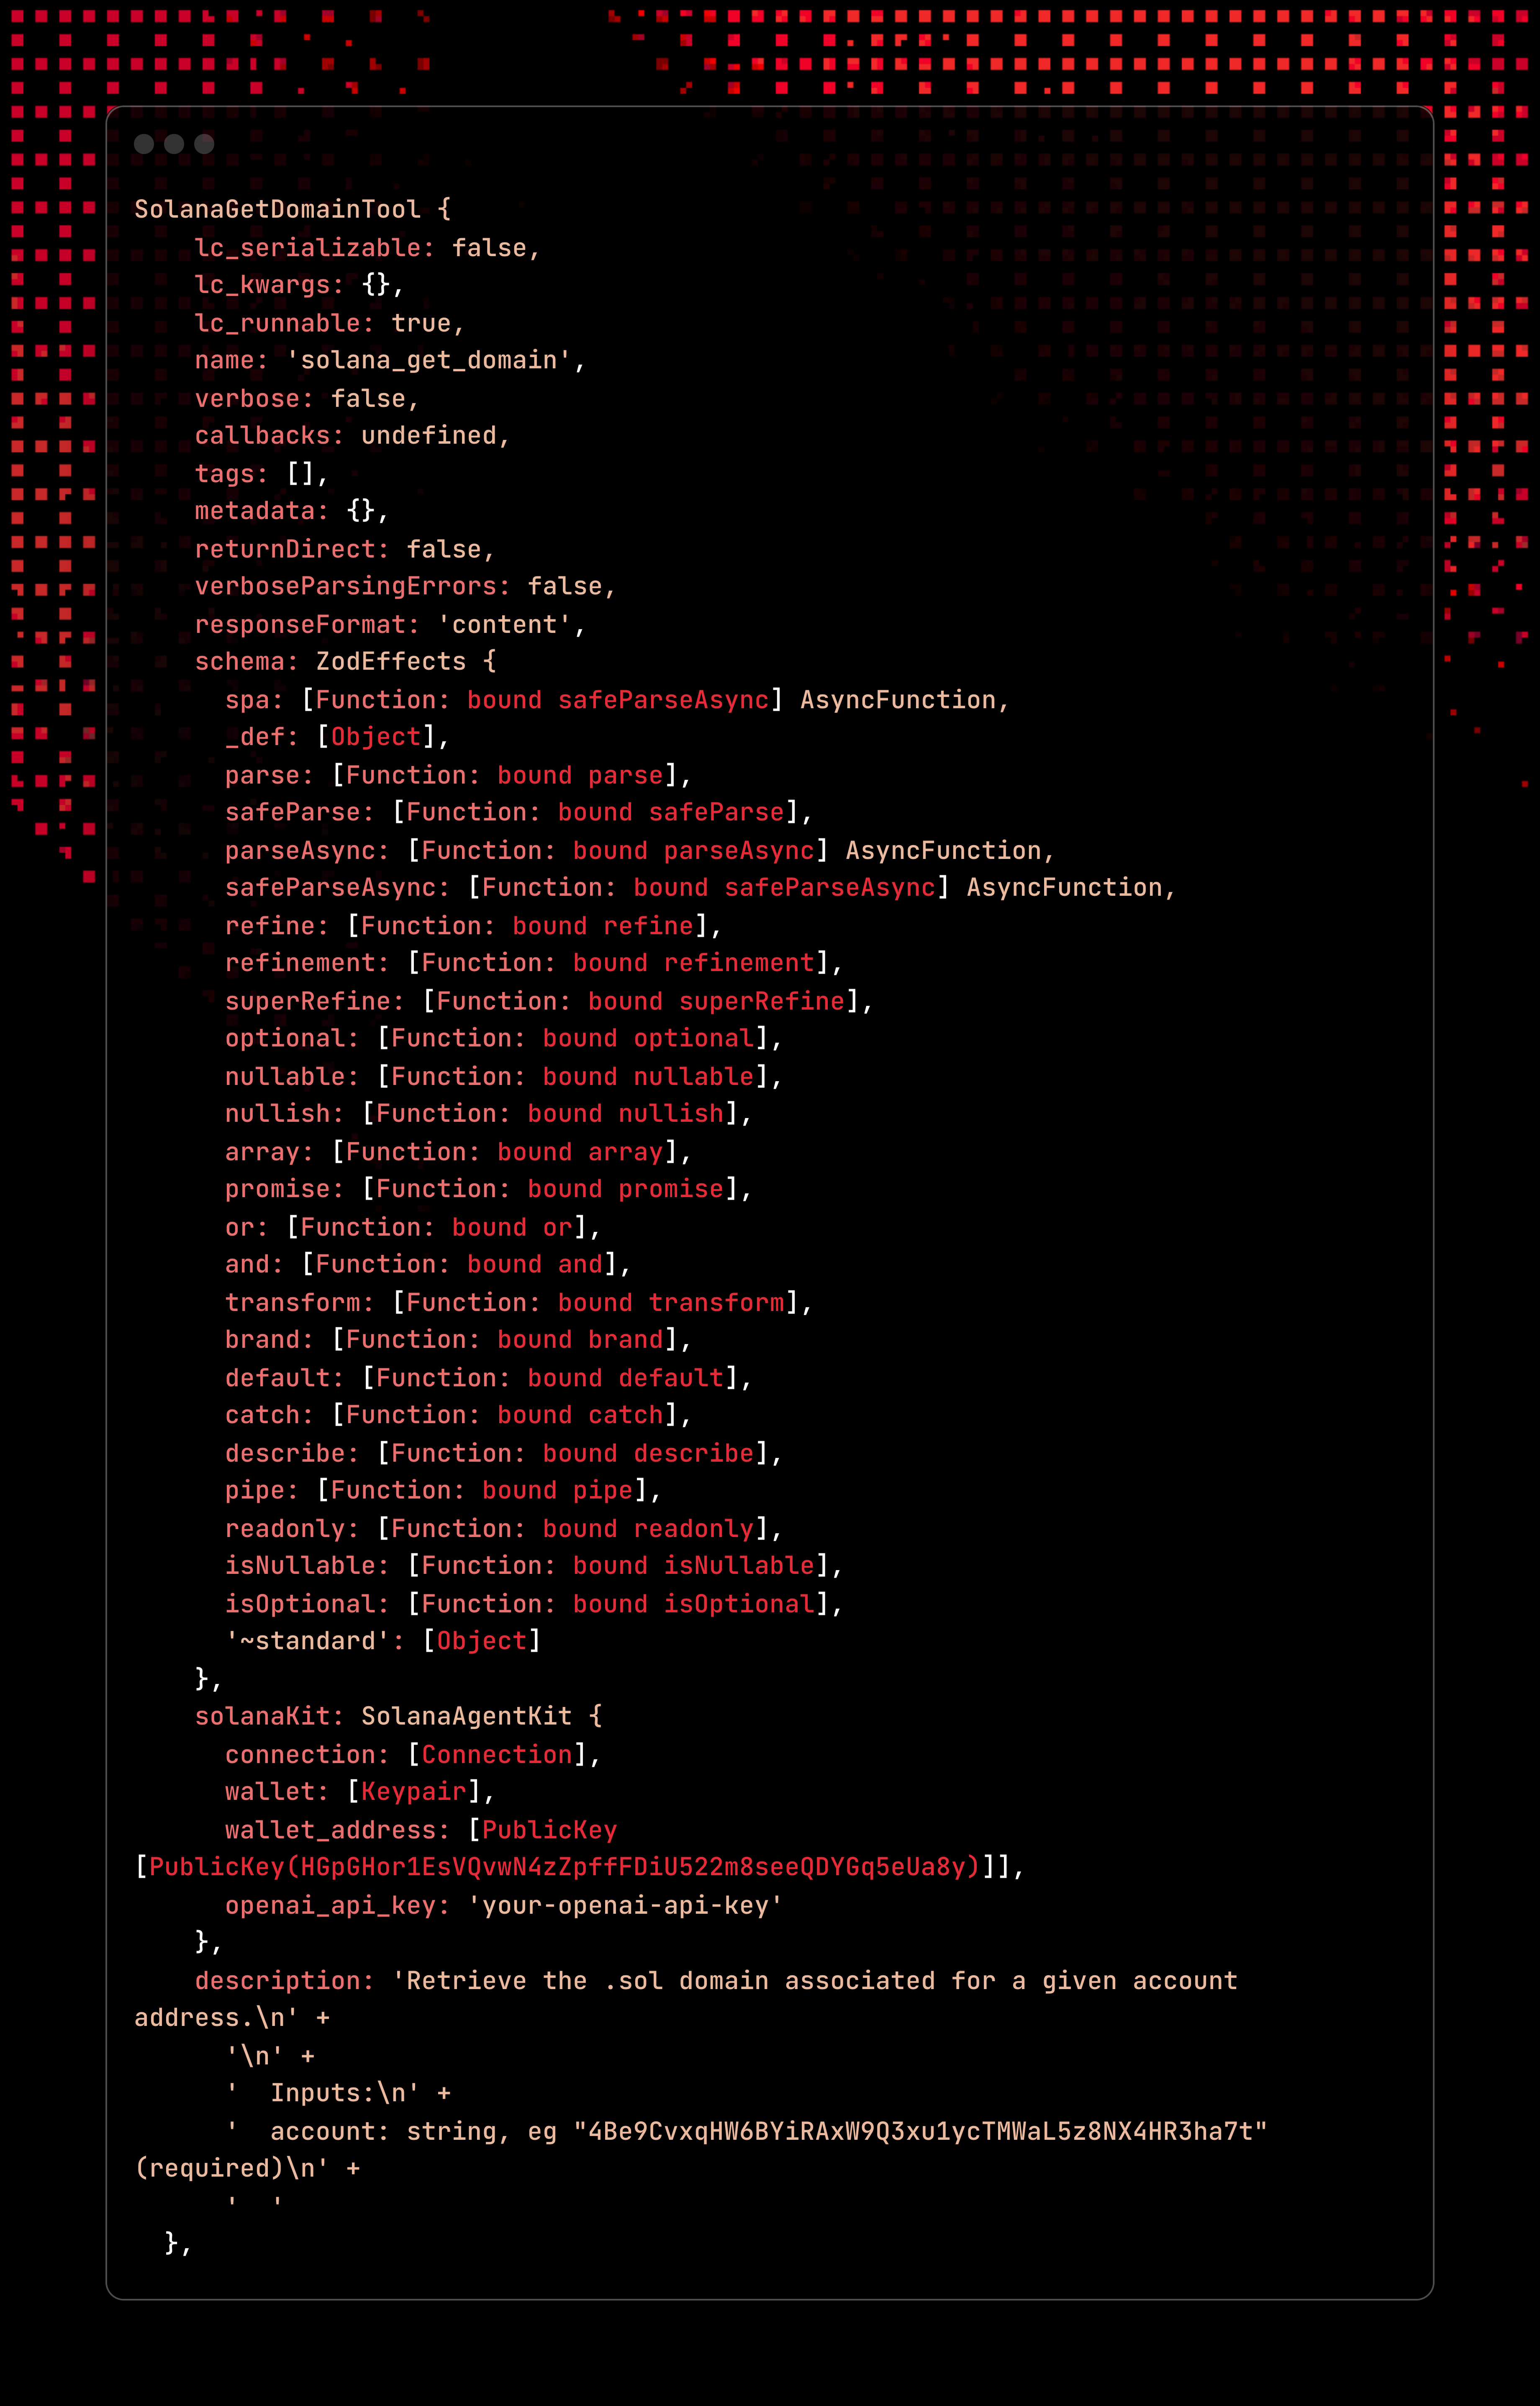 SolanaGetDomainTool {
    lc_serializable: false,
    lc_kwargs: {},
    lc_runnable: true,
    name: 'solana_get_domain',
    verbose: false,
    callbacks: undefined,
    tags: [],
    metadata: {},
    returnDirect: false,
    verboseParsingErrors: false,
    responseFormat: 'content',
    schema: ZodEffects {
      spa: [Function: bound safeParseAsync] AsyncFunction,
      _def: [Object],
      parse: [Function: bound parse],
      safeParse: [Function: bound safeParse],
      parseAsync: [Function: bound parseAsync] AsyncFunction,
      safeParseAsync: [Function: bound safeParseAsync] AsyncFunction,
      refine: [Function: bound refine],
      refinement: [Function: bound refinement],
      superRefine: [Function: bound superRefine],
      optional: [Function: bound optional],
      nullable: [Function: bound nullable],
      nullish: [Function: bound nullish],
      array: [Function: bound array],
      promise: [Function: bound promise],
      or: [Function: bound or],
      and: [Function: bound and],
      transform: [Function: bound transform],
      brand: [Function: bound brand],
      default: [Function: bound default],
      catch: [Function: bound catch],
      describe: [Function: bound describe],
      pipe: [Function: bound pipe],
      readonly: [Function: bound readonly],
      isNullable: [Function: bound isNullable],
      isOptional: [Function: bound isOptional],
      '~standard': [Object]
    },
    solanaKit: SolanaAgentKit {
      connection: [Connection],
      wallet: [Keypair],
      wallet_address: [PublicKey
[PublicKey(HGpGHor1EsVQvwN4zZpffFDiU522m8seeQDYGq5eUa8y)]],
      openai_api_key: 'your-openai-api-key'
    },
    description: 'Retrieve the .sol domain associated for a given account
address.\n' +
      '\n' +
      '  Inputs:\n' +
      '  account: string, eg "4Be9CvxqHW6BYiRAxW9Q3xu1ycTMWaL5z8NX4HR3ha7t"
(required)\n' +
      '  '
  },